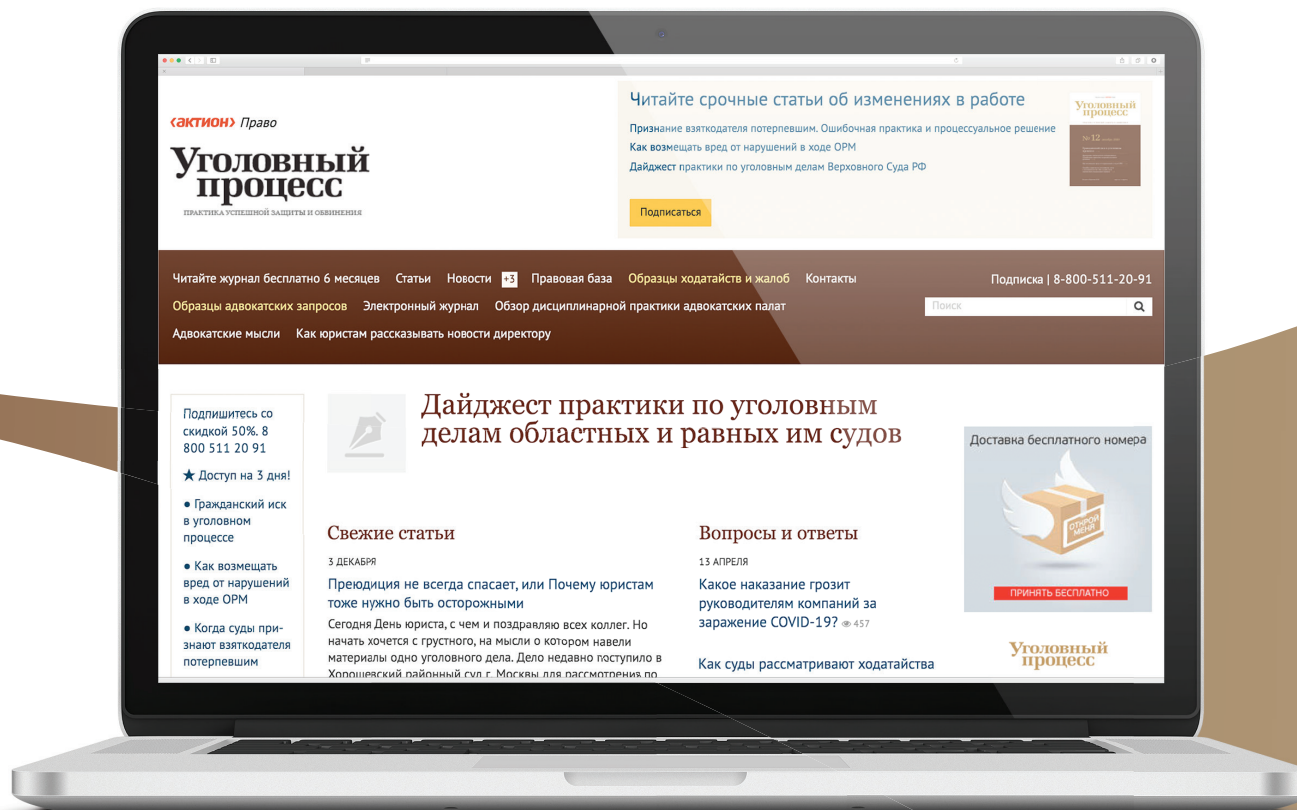 ‹актион› Право
Уголовный
процесс
ПРАКТИКА УСПЕШНОЙ ЗАЩИТЫ И ОБВИНЕНИЯ
Читайте срочные статьи об изменениях в работе
Признание взяткодателя потерпевшим. Ошибочная практика и процессуальное решение
Как возмещать вред от нарушений в ходе ОРМ
Дайджест практики по уголовным делам Верховного Суда РФ
Подписаться
Уголовный
процесс
№ 12
Читайте журнал бесплатно 6 месяцев Статьи Новости +3 Правовая база Образцы ходатайств и жалоб Контакты
Подписка | 8-800-511-20-91
Образцы адвокатских запросов Электронный журнал Обзор дисциплинарной практики адвокатских палат
Поиск
Адвокатские мысли Как юристам рассказывать новости директору
Подпишитесь со
скидкой 50%. 8
800 511 20 91
★ Доступ на 3 дня!
● Гражданский иск
в уголовном
процессе
● Как возмещать
вред от нарушений
в ходе ОРМ
● Когда суды при-
знают взяткодателя
потерпевшим
Дайджест практики по уголовным
делам областных и равных им судов
Свежие статьи
3 ДЕКАБРЯ
Преюдиция не всегда спасает, или Почему юристам
тоже нужно быть осторожными
Сегодня День юриста, с чем и поздравляю всех коллег. Но
начать хочется с грустного, на мысли о котором навели
материалы одно уголовного дела. Дело недавно поступило в
Хорошевский районный суд г. Москвы для рассмотрения по
Вопросы и ответы
13 АПРЕЛЯ
Какое наказание грозит
руководителям компаний за
заражение COVID-19? 457
Как суды рассматривают ходатайства
Доставка бесплатного номера
ОТКРОЙ
МЕНЯ
ПРИНЯТЬ БЕСПЛАТНО
Уголовный
процесс